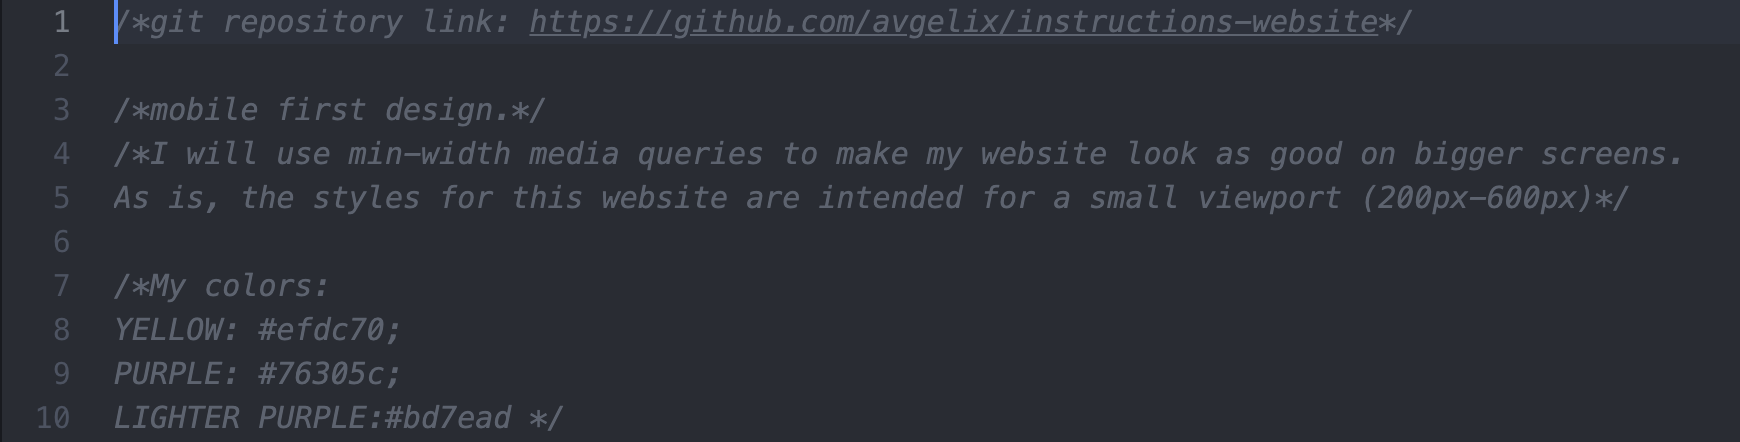 1 /*git repository link: https://github.com/avgelix/instructions-website*/
2
3 /*mobile first design.*/
4 /*I will use min-width media queries to make my website look as good on bigger screens.
5 As is, the styles for this website are intended for a small viewport (200px-600px)*/
6
7 /*My colors:
8 YELLOW: #efdc70;
9 PURPLE: #76305c;
10 LIGHTER PURPLE:#bd7ead */